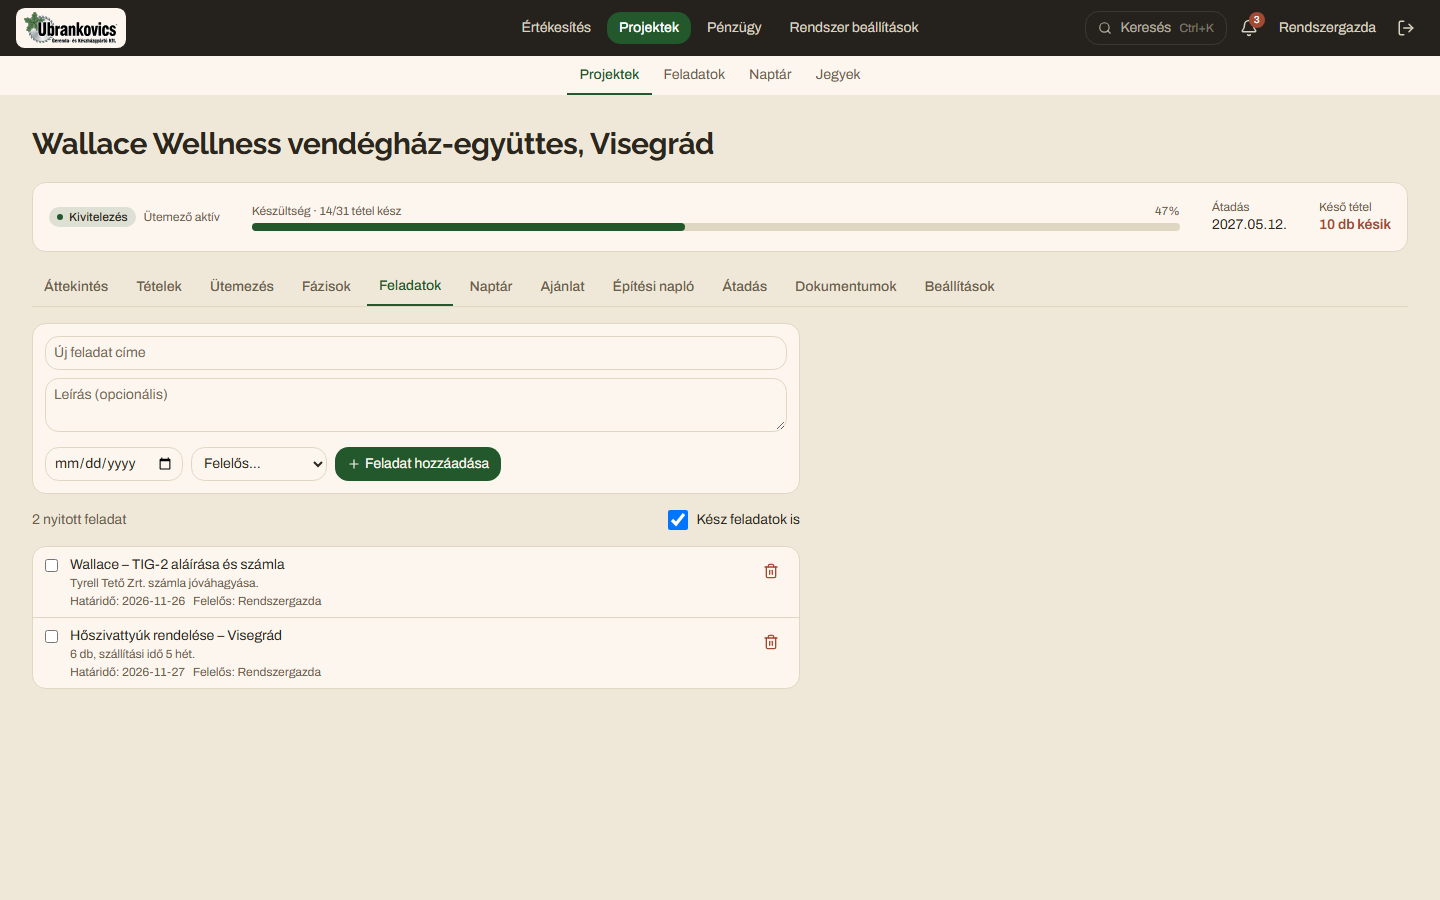 Ubrankovics
Gerenda- és Készházgyártó Kft.
Értékesítés
Projektek
Pénzügy
Rendszer beállítások
Keresés Ctrl+K
3
Rendszergazda
Projektek
Feladatok
Naptár
Jegyek
Wallace Wellness vendégház-együttes, Visegrád
Kivitelezés
Ütemező aktív
Készültség · 14/31 tétel kész
47%
Átadás
2027.05.12.
Késő tétel
10 db késik
Áttekintés
Tételek
Ütemezés
Fázisok
Feladatok
Naptár
Ajánlat
Építési napló
Átadás
Dokumentumok
Beállítások
Új feladat címe
Leírás (opcionális)
mm/dd/yyyy
Felelős...
+ Feladat hozzáadása
2 nyitott feladat
Kész feladatok is
Wallace – TIG-2 aláírása és számla
Tyrell Tető Zrt. számla jóváhagyása.
Határidő: 2026-11-26 Felelős: Rendszergazda
Hőszivattyúk rendelése – Visegrád
6 db, szállítási idő 5 hét.
Határidő: 2026-11-27 Felelős: Rendszergazda